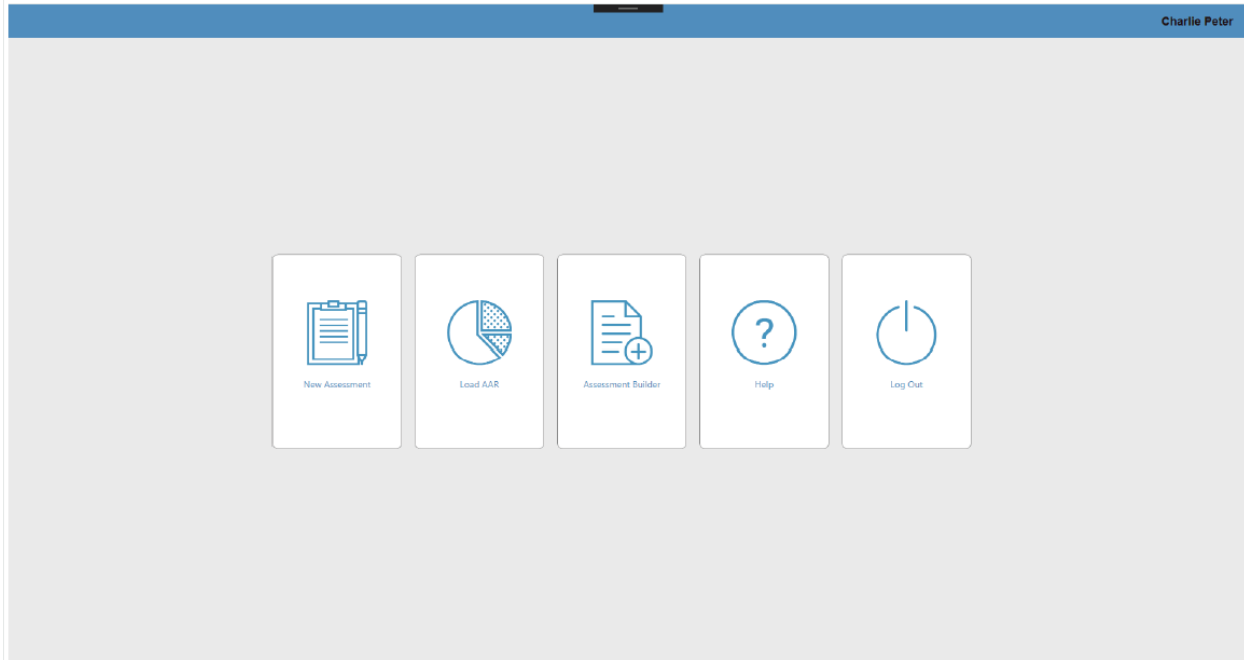 Charlie Peter
New Assessment
Load AAR
Assessment Builder
?
Help
Log Out